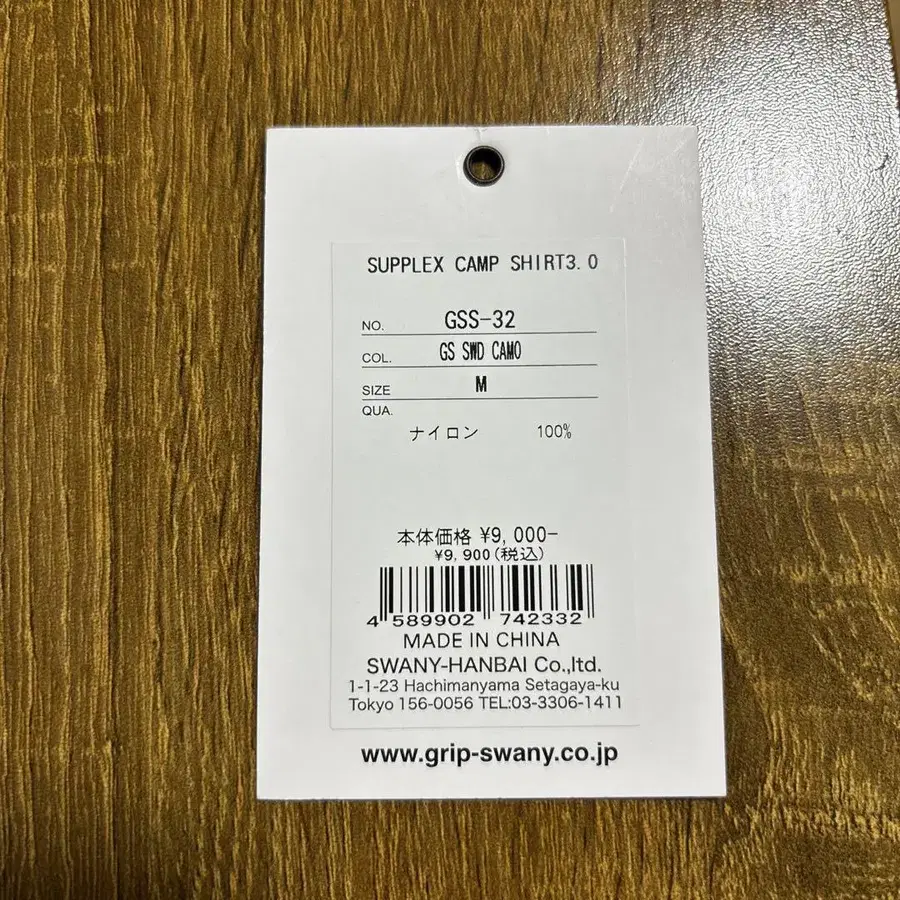 SUPPLEX CAMP SHIRT3.0
NO. GSS-32
COL. GS SWD CAMO
SIZE M
QUA.
ナイロン 100%
本体価格 ¥9,000-
¥9,900(税込)
4 589902 742332
MADE IN CHINA
SWANY-HANBAI Co.,ltd.
1-1-23 Hachimanyama Setagaya-ku
Tokyo 156-0056 TEL:03-3306-1411
www.grip-swany.co.jp